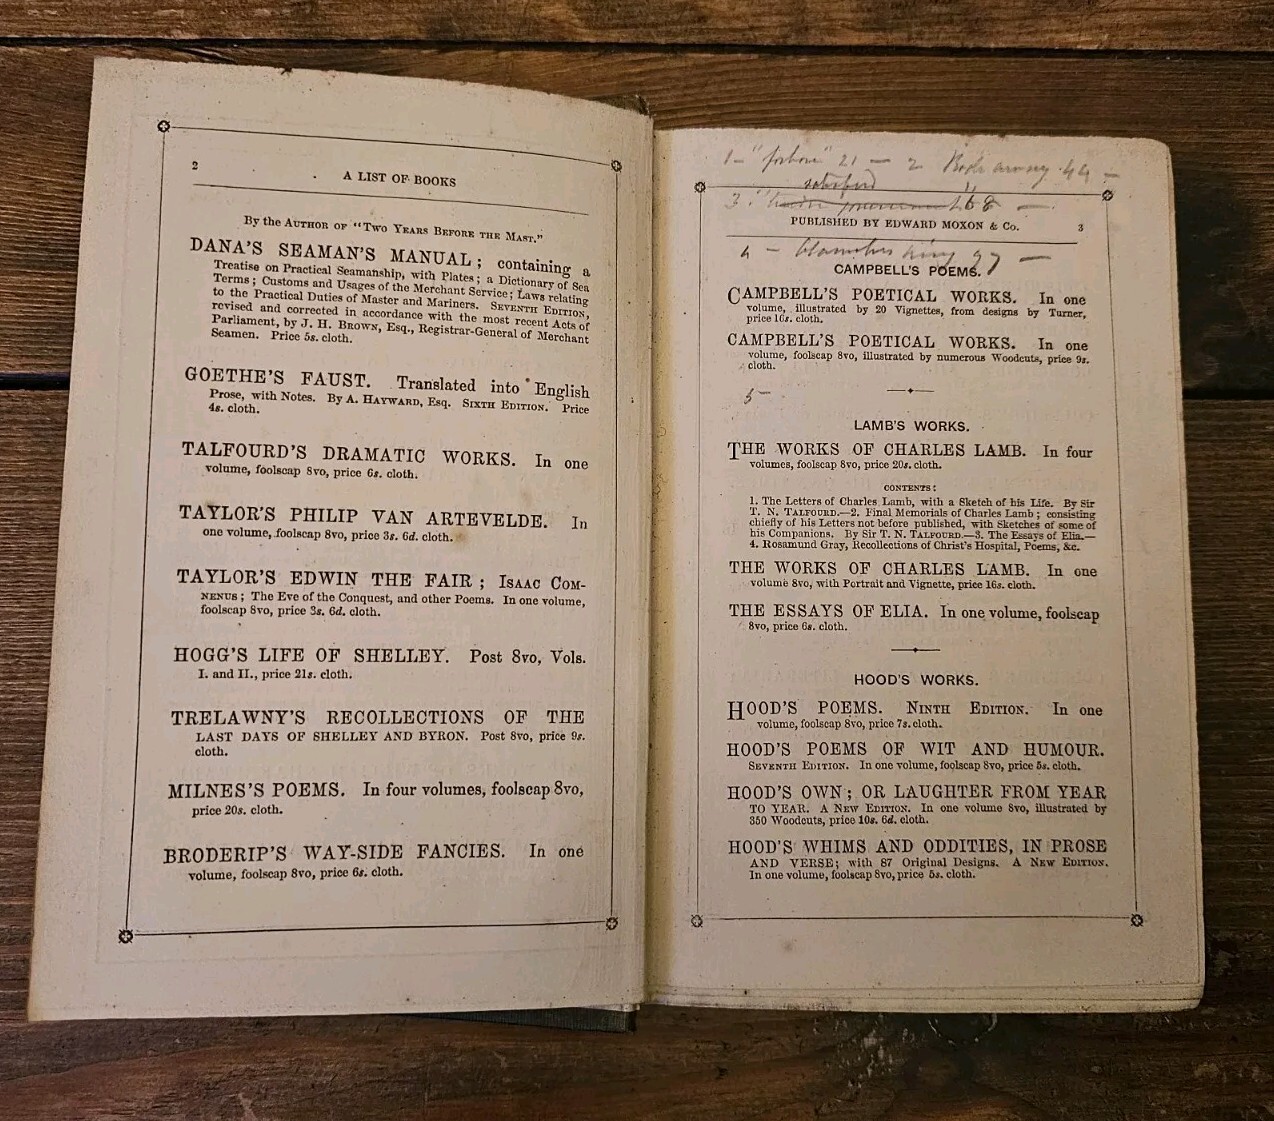 2
A LIST OF BOOKS
By the AUTHOR OF "TWO YEARS BEFORE THE MAST."
DANA'S SEAMAN'S MANUAL; containing a
Treatise on Practical Seamanship, with Plates; a Dictionary of Sea
Terms; Customs and Usages of the Merchant Service; Laws relating
to the Practical Duties of Master and Mariners. SEVENTH EDITION,
revised and corrected in accordance with the most recent Acts of
Parliament, by J. H. BROWN, Esq., Registrar-General of Merchant
Seamen. Price 5s. cloth.
GOETHE'S FAUST. Translated into English
Prose, with Notes. By A. HAYWARD, Esq. SIXTH EDITION. Price
4s. cloth.
TALFOURD'S DRAMATIC WORKS. In one
volume, foolscap 8vo, price 6s. cloth.
TAYLOR'S PHILIP VAN ARTEVELDE. In
one volume, foolscap 8vo, price 3s. 6d. cloth.
TAYLOR'S EDWIN THE FAIR; ISAAC COM-
NENUS; The Eve of the Conquest, and other Poems. In one volume,
foolscap 8vo, price 3s. 6d. cloth.
HOGG'S LIFE OF SHELLEY. Post 8vo, Vols.
I. and II., price 21s. cloth.
TRELAWNY'S RECOLLECTIONS OF THE
LAST DAYS OF SHELLEY AND BYRON. Post 8vo, price 9s.
cloth.
MILNES'S POEMS. In four volumes, foolscap 8vo,
price 20s. cloth.
BRODERIP'S WAY-SIDE FANCIES. In one
volume, foolscap 8vo, price 6s. cloth.
1 - 21 - 2 44 -
3. 68 -
PUBLISHED BY EDWARD MOXON & Co. 3
4 - 97 -
CAMPBELL'S POEMS.
CAMPBELL'S POETICAL WORKS. In one
volume, illustrated by 20 Vignettes, from designs by Turner,
price 16s. cloth.
CAMPBELL'S POETICAL WORKS. In one
volume, foolscap 8vo, illustrated by numerous Woodcuts, price 9s.
cloth.
5 -
LAMB'S WORKS.
THE WORKS OF CHARLES LAMB. In four
volumes, foolscap 8vo, price 20s. cloth.
CONTENTS:
1. The Letters of Charles Lamb, with a Sketch of his Life. By Sir
T. N. TALFOURD.—2. Final Memorials of Charles Lamb; consisting
chiefly of his Letters not before published, with Sketches of some of
his Companions. By Sir T. N. TALFOURD.—3. The Essays of Elia.—
4. Rosamund Gray, Recollections of Christ's Hospital, Poems, &c.
THE WORKS OF CHARLES LAMB. In one
volume 8vo, with Portrait and Vignette, price 16s. cloth.
THE ESSAYS OF ELIA. In one volume, foolscap
8vo, price 6s. cloth.
HOOD'S WORKS.
HOOD'S POEMS. NINTH EDITION. In one
volume, foolscap 8vo, price 7s. cloth.
HOOD'S POEMS OF WIT AND HUMOUR.
SEVENTH EDITION. In one volume, foolscap 8vo, price 5s. cloth.
HOOD'S OWN; OR LAUGHTER FROM YEAR
TO YEAR. A NEW EDITION. In one volume 8vo, illustrated by
350 Woodcuts, price 10s. 6d. cloth.
HOOD'S WHIMS AND ODDITIES, IN PROSE
AND VERSE; with 87 Original Designs. A NEW EDITION.
In one volume, foolscap 8vo, price 5s. cloth.